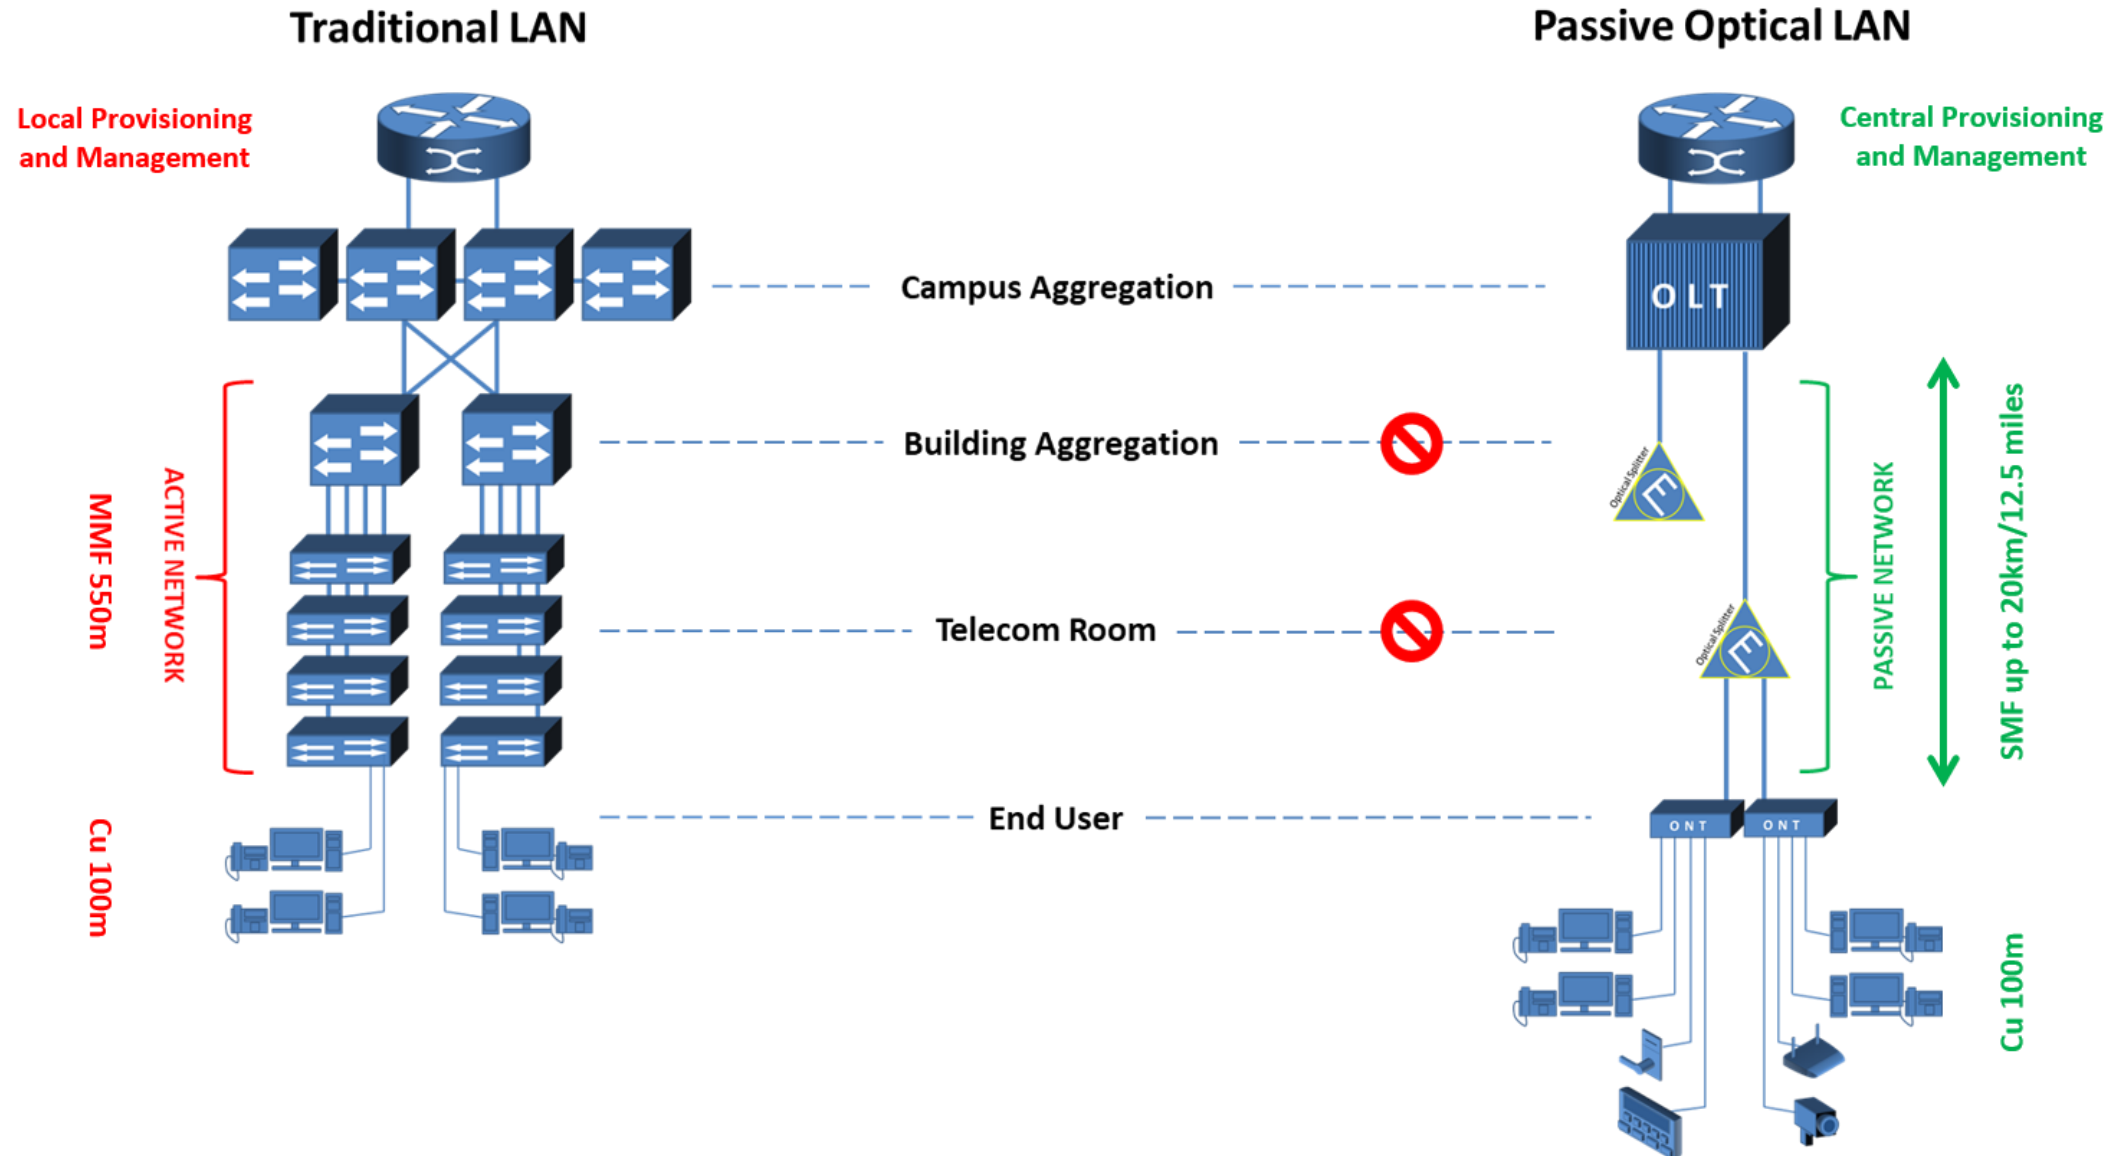 Traditional LAN
Passive Optical LAN
Local Provisioning
and Management
Central Provisioning
and Management
Campus Aggregation
OLT
Building Aggregation
Optical Splitter
ACTIVE NETWORK
MMF 550m
PASSIVE NETWORK
SMF up to 20km/12.5 miles
Telecom Room
Optical Splitter
End User
ONT
ONT
Cu 100m
Cu 100m